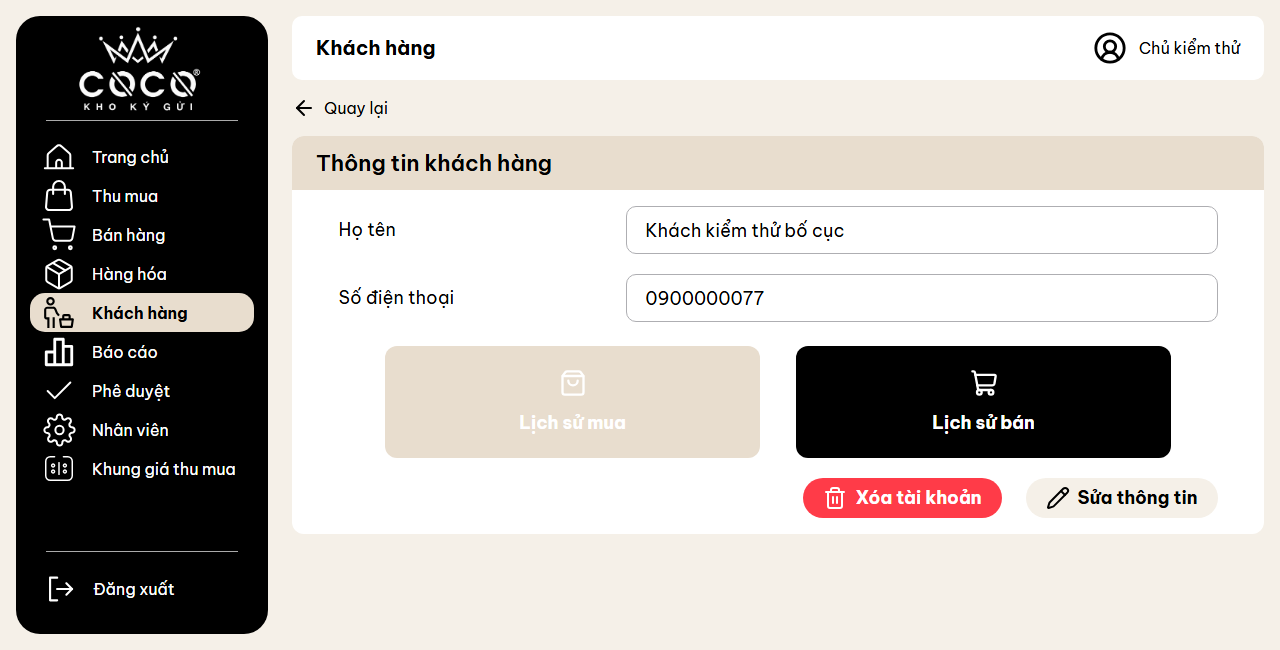 COCO®
KHO KÝ GỬI
Trang chủ
Thu mua
Bán hàng
Hàng hóa
Khách hàng
Báo cáo
Phê duyệt
Nhân viên
Khung giá thu mua
Đăng xuất
Khách hàng
Chủ kiểm thử
Quay lại
Thông tin khách hàng
Họ tên
Khách kiểm thử bố cục
Số điện thoại
0900000077
Lịch sử mua
Lịch sử bán
Xóa tài khoản
Sửa thông tin